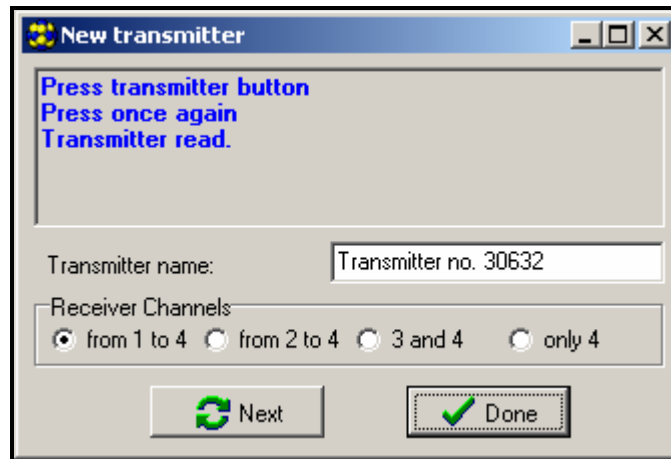 New transmitter
Press transmitter button
Press once again
Transmitter read.
Transmitter name:
Transmitter no. 30632
Receiver Channels
from 1 to 4
from 2 to 4
3 and 4
only 4
Next
Done